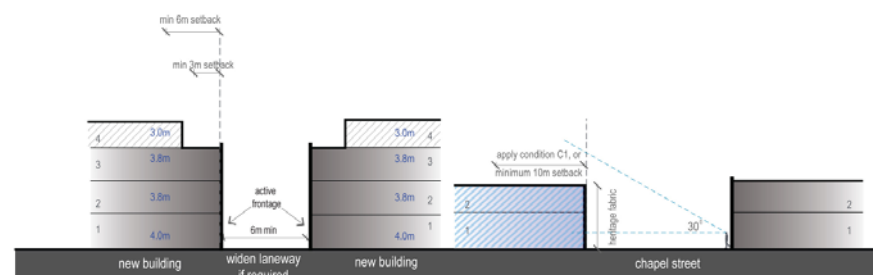 min 6m setback
min 3m setback
4 3.0m
3 3.8m
2 3.8m
1 4.0m
active
frontage
6m min
3.0m 4
3.8m 3
3.8m 2
4.0m 1
apply condition C1, or
minimum 10m setback
2
1
heritage fabric
30°
2
1
new building
widen laneway
if required
new building
chapel street